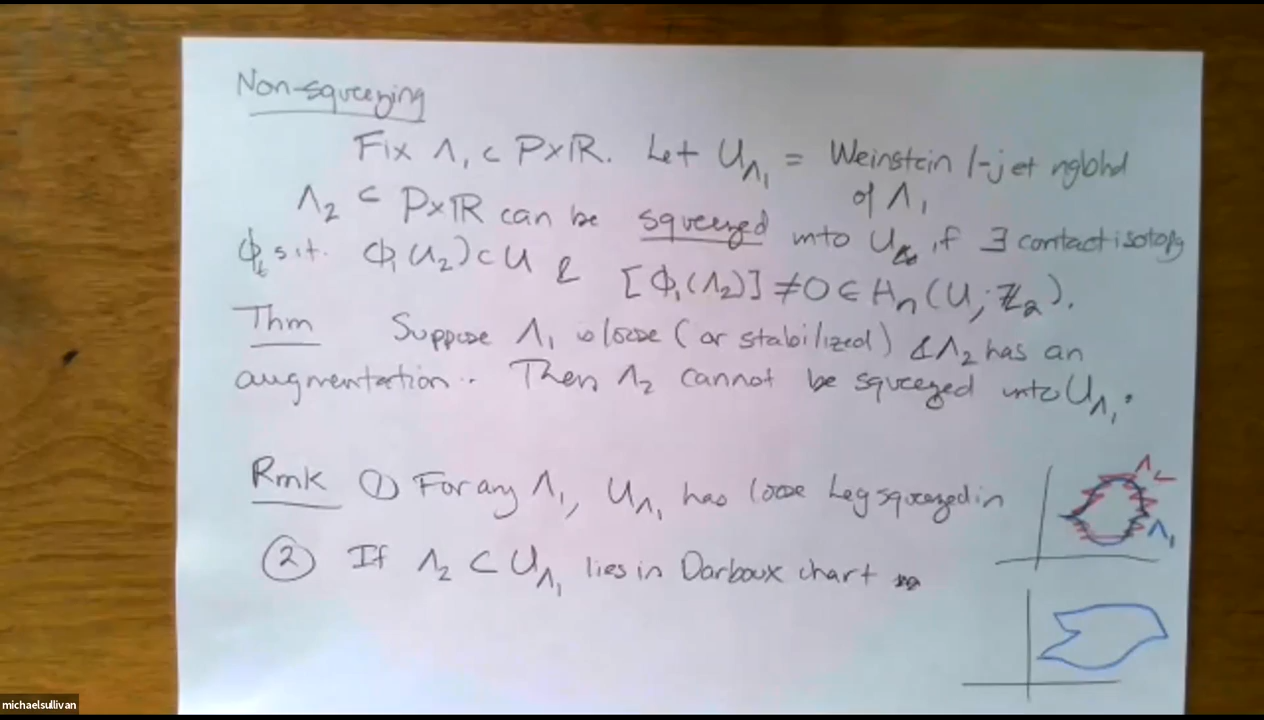 Non-squeezing
Fix Λ₁ ⊂ P×ℝ. Let U_Λ₁ = Weinstein 1-jet ngbhd
of Λ₁
Λ₂ ⊂ P×ℝ can be squeezed into U if ∃ contact isotopy
ϕ_t s.t. ϕ₁(Λ₂) ⊂ U & [ϕ₁(Λ₂)] ≠ 0 ∈ H_n(U; ℤ₂).
Thm Suppose Λ₁ is loose (or stabilized) & Λ₂ has an
augmentation. Then Λ₂ cannot be squeezed into U_Λ₁.
Rmk ① For any Λ₁, U_Λ₁ has loose Leg squeezed in
② If Λ₂ ⊂ U_Λ₁ lies in Darboux chart
Λ₂
Λ₁
michaelsullivan